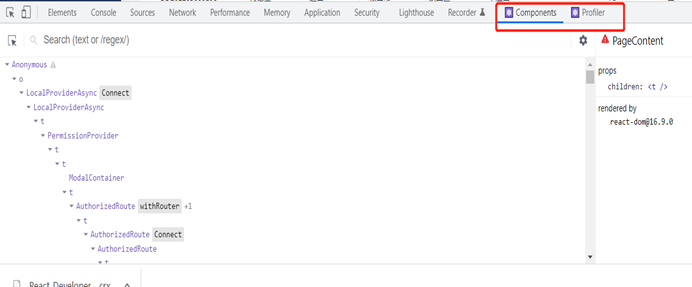 Elements Console Sources Network Performance Memory Application Security Lighthouse Recorder Components Profiler
Search (text or /regex/)
PageContent
Anonymous
props
o
children: <t />
LocalProviderAsync Connect
LocalProviderAsync
rendered by
t
react-dom@16.9.0
PermissionProvider
t
t
ModalContainer
t
AuthorizedRoute withRouter +1
t
AuthorizedRoute Connect
AuthorizedRoute
t
React Developer .crx